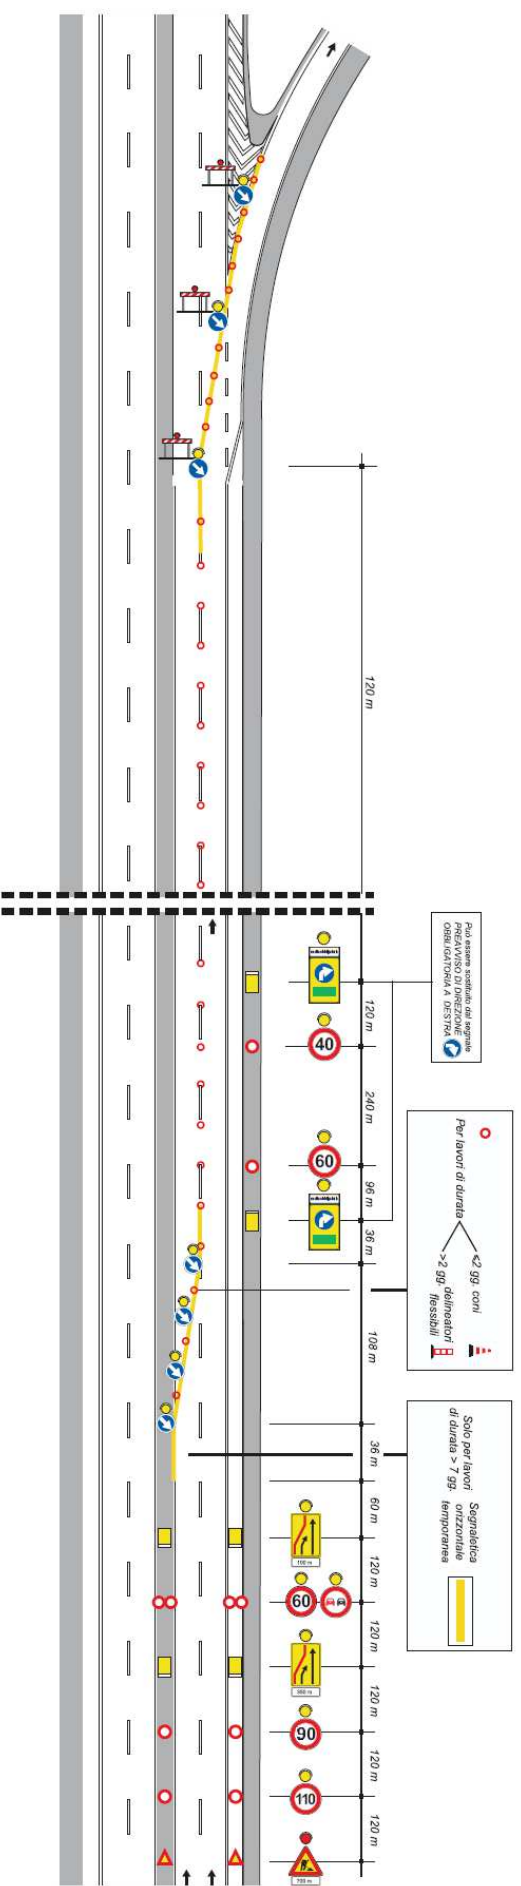 120 m
Può essere sostituito dal segnale
PREAVVISO DI DIREZIONE
OBBLIGATORIA A DESTRA
120 m
40
240 m
60
96 m
36 m
Per lavori di durata
≤2 gg. coni
>2 gg. delineatori
flessibili
108 m
36 m
Solo per lavori
di durata > 7 gg.
Segnaletica
orizzontale
temporanea
60 m
120 m
60
120 m
120 m
90
120 m
110
120 m
700 m